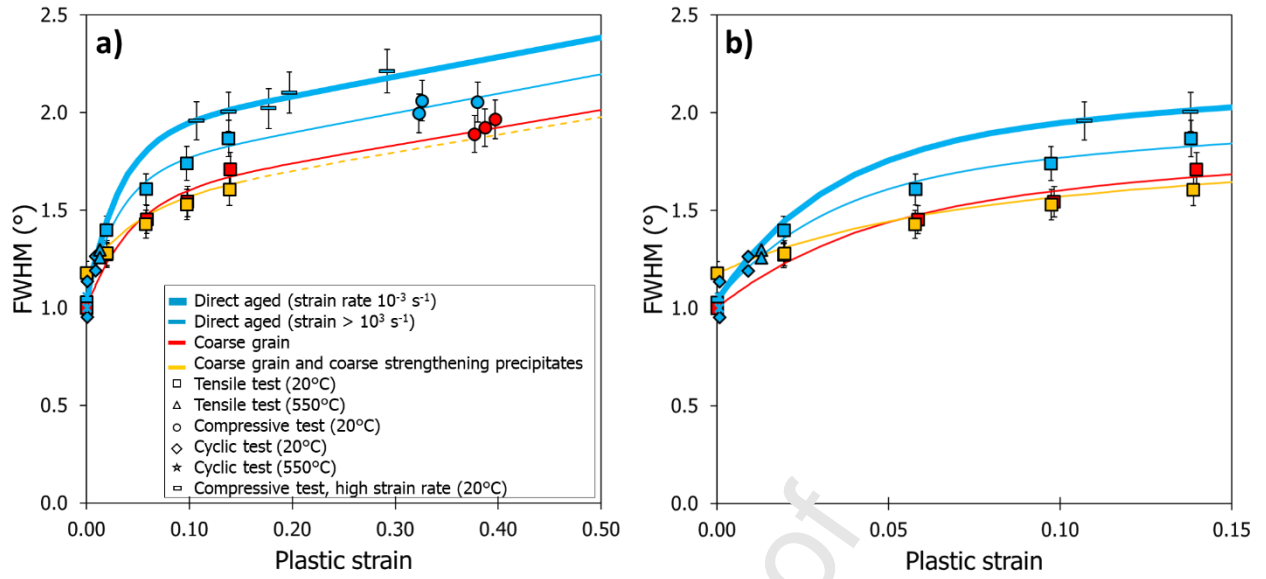 a)
FWHM (°)
2.5
2.0
1.5
1.0
0.5
0.0
Direct aged (strain rate 10⁻³ s⁻¹)
Direct aged (strain > 10³ s⁻¹)
Coarse grain
Coarse grain and coarse strengthening precipitates
Tensile test (20°C)
Tensile test (550°C)
Compressive test (20°C)
Cyclic test (20°C)
Cyclic test (550°C)
Compressive test, high strain rate (20°C)
0.00 0.10 0.20 0.30 0.40 0.50
Plastic strain
b)
FWHM (°)
2.5
2.0
1.5
1.0
0.5
0.0
0.00 0.05 0.10 0.15
Plastic strain
of